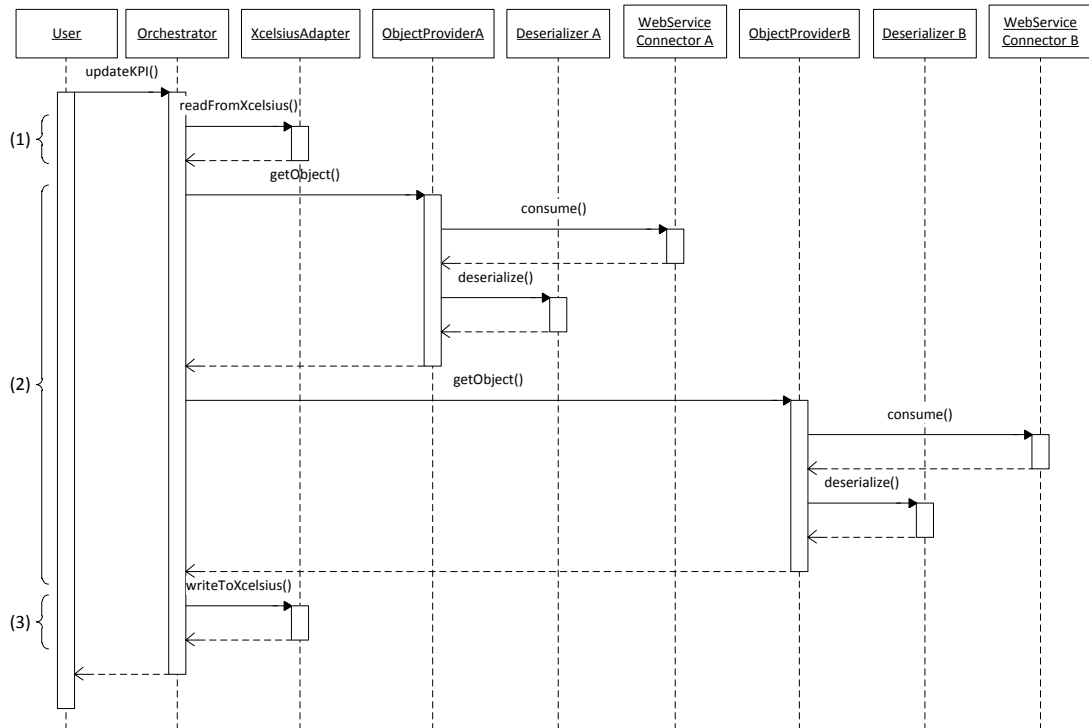 User
Orchestrator
XcelsiusAdapter
ObjectProviderA
Deserializer A
WebService
Connector A
ObjectProviderB
Deserializer B
WebService
Connector B
updateKPI()
readFromXcelsius()
(1)
getObject()
consume()
deserialize()
(2)
getObject()
consume()
deserialize()
writeToXcelsius()
(3)